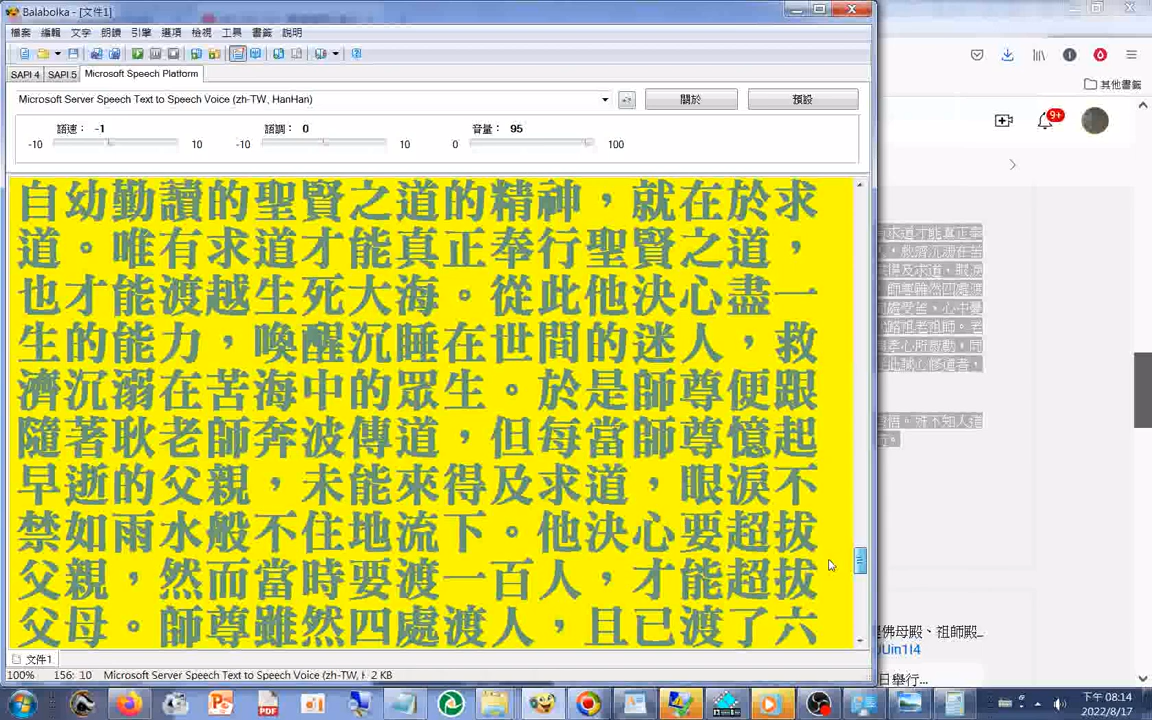 Balabolka - [文件1]
檔案 編輯 文字 朗讀 引擎 選項 檢視 工具 書籤 說明
SAPI 4 SAPI 5 Microsoft Speech Platform
Microsoft Server Speech Text to Speech Voice (zh-TW, HanHan)
關於
預設
語速： -1
語調： 0
音量： 95
-10 10 -10 10 0 100
自幼勤讀的聖賢之道的精神，就在於求
道。唯有求道才能真正奉行聖賢之道，
也才能渡越生死大海。從此他決心盡一
生的能力，喚醒沉睡在世間的迷人，救
濟沉溺在苦海中的眾生。於是師尊便跟
隨著耿老師奔波傳道，但每當師尊憶起
早逝的父親，未能來得及求道，眼淚不
禁如雨水般不住地流下。他決心要超拔
父親，然而當時要渡一百人，才能超拔
父母。師尊雖然四處渡人，且已渡了六
文件1
100% 156: 10 Microsoft Server Speech Text to Speech Voice (zh-TW, 2 KB
其他書籤
9+
佛母殿、祖師殿...
Uin1I4
日舉行...
下午 08:14
2022/8/17